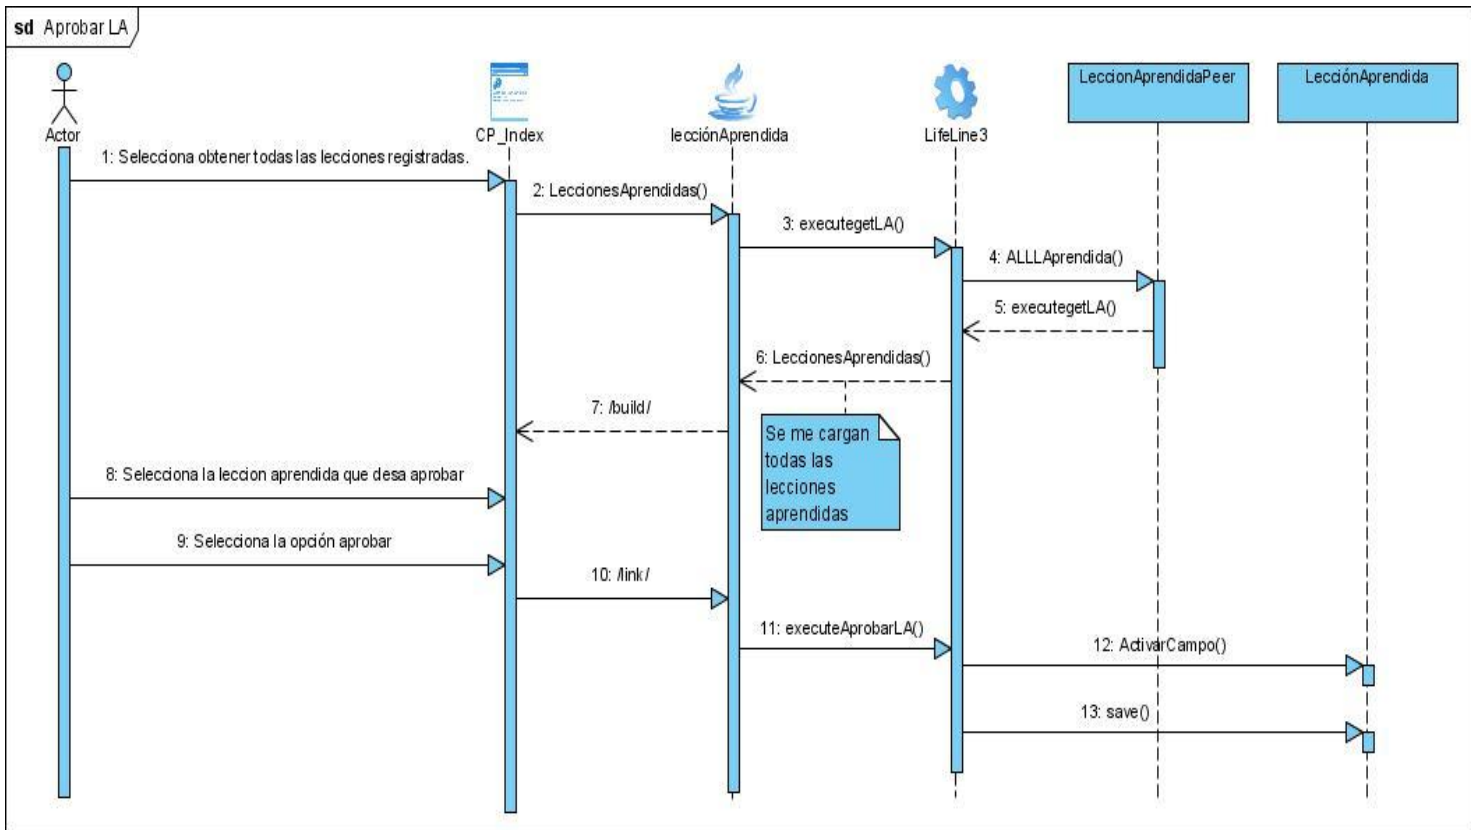 sd Aprobar LA
LeccionAprendidaPeer
LecciónAprendida
Actor
CP_Index
lecciónAprendida
LifeLine3
1: Selecciona obtener todas las lecciones registradas.
2: LeccionesAprendidas()
3: executegetLA()
4: ALLLAprendida()
5: executegetLA()
6: LeccionesAprendidas()
7: /build/
Se me cargan
todas las
lecciones
aprendidas
8: Selecciona la leccion aprendida que desa aprobar
9: Selecciona la opción aprobar
10: /link/
11: executeAprobarLA()
12: ActivarCampo()
13: save()